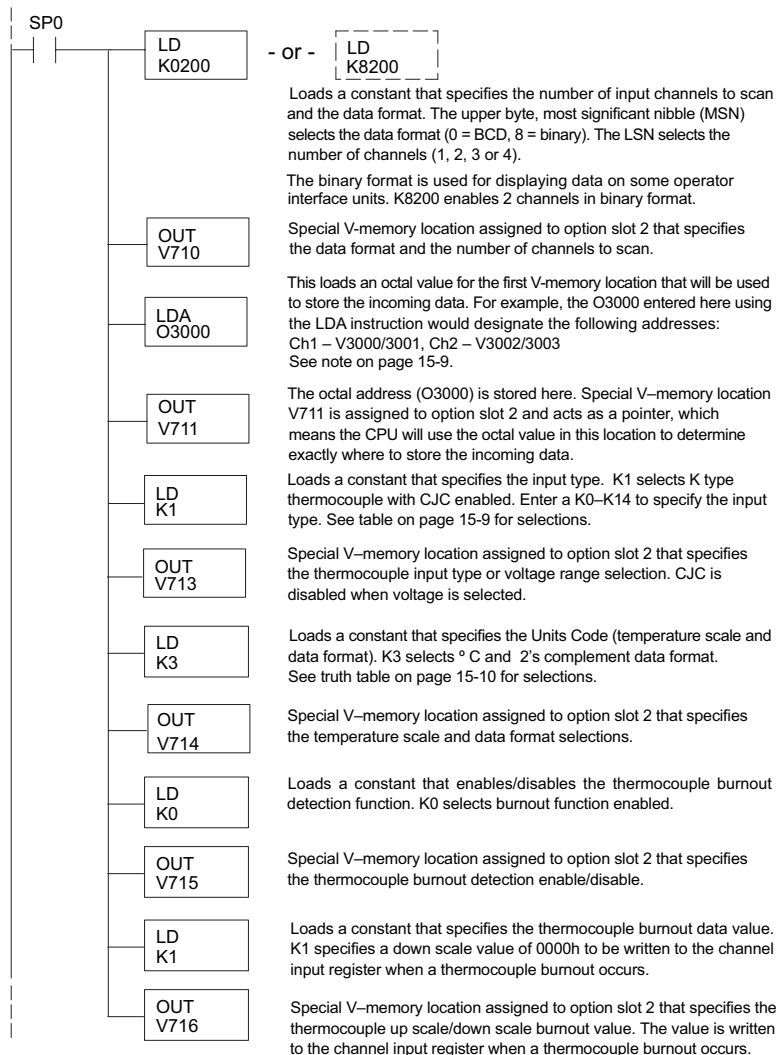 SP0
LD
K0200
- or -
LD
K8200
Loads a constant that specifies the number of input channels to scan
and the data format. The upper byte, most significant nibble (MSN)
selects the data format (0 = BCD, 8 = binary). The LSN selects the
number of channels (1, 2, 3 or 4).
The binary format is used for displaying data on some operator
interface units. K8200 enables 2 channels in binary format.
OUT
V710
Special V-memory location assigned to option slot 2 that specifies
the data format and the number of channels to scan.
LDA
O3000
This loads an octal value for the first V-memory location that will be used
to store the incoming data. For example, the O3000 entered here using
the LDA instruction would designate the following addresses:
Ch1 – V3000/3001, Ch2 – V3002/3003
See note on page 15-9.
OUT
V711
The octal address (O3000) is stored here. Special V–memory location
V711 is assigned to option slot 2 and acts as a pointer, which
means the CPU will use the octal value in this location to determine
exactly where to store the incoming data.
LD
K1
Loads a constant that specifies the input type. K1 selects K type
thermocouple with CJC enabled. Enter a K0–K14 to specify the input
type. See table on page 15-9 for selections.
OUT
V713
Special V–memory location assigned to option slot 2 that specifies
the thermocouple input type or voltage range selection. CJC is
disabled when voltage is selected.
LD
K3
Loads a constant that specifies the Units Code (temperature scale and
data format). K3 selects º C and 2's complement data format.
See truth table on page 15-10 for selections.
OUT
V714
Special V–memory location assigned to option slot 2 that specifies
the temperature scale and data format selections.
LD
K0
Loads a constant that enables/disables the thermocouple burnout
detection function. K0 selects burnout function enabled.
OUT
V715
Special V–memory location assigned to option slot 2 that specifies
the thermocouple burnout detection enable/disable.
LD
K1
Loads a constant that specifies the thermocouple burnout data value.
K1 specifies a down scale value of 0000h to be written to the channel
input register when a thermocouple burnout occurs.
OUT
V716
Special V–memory location assigned to option slot 2 that specifies the
thermocouple up scale/down scale burnout value. The value is written
to the channel input register when a thermocouple burnout occurs.